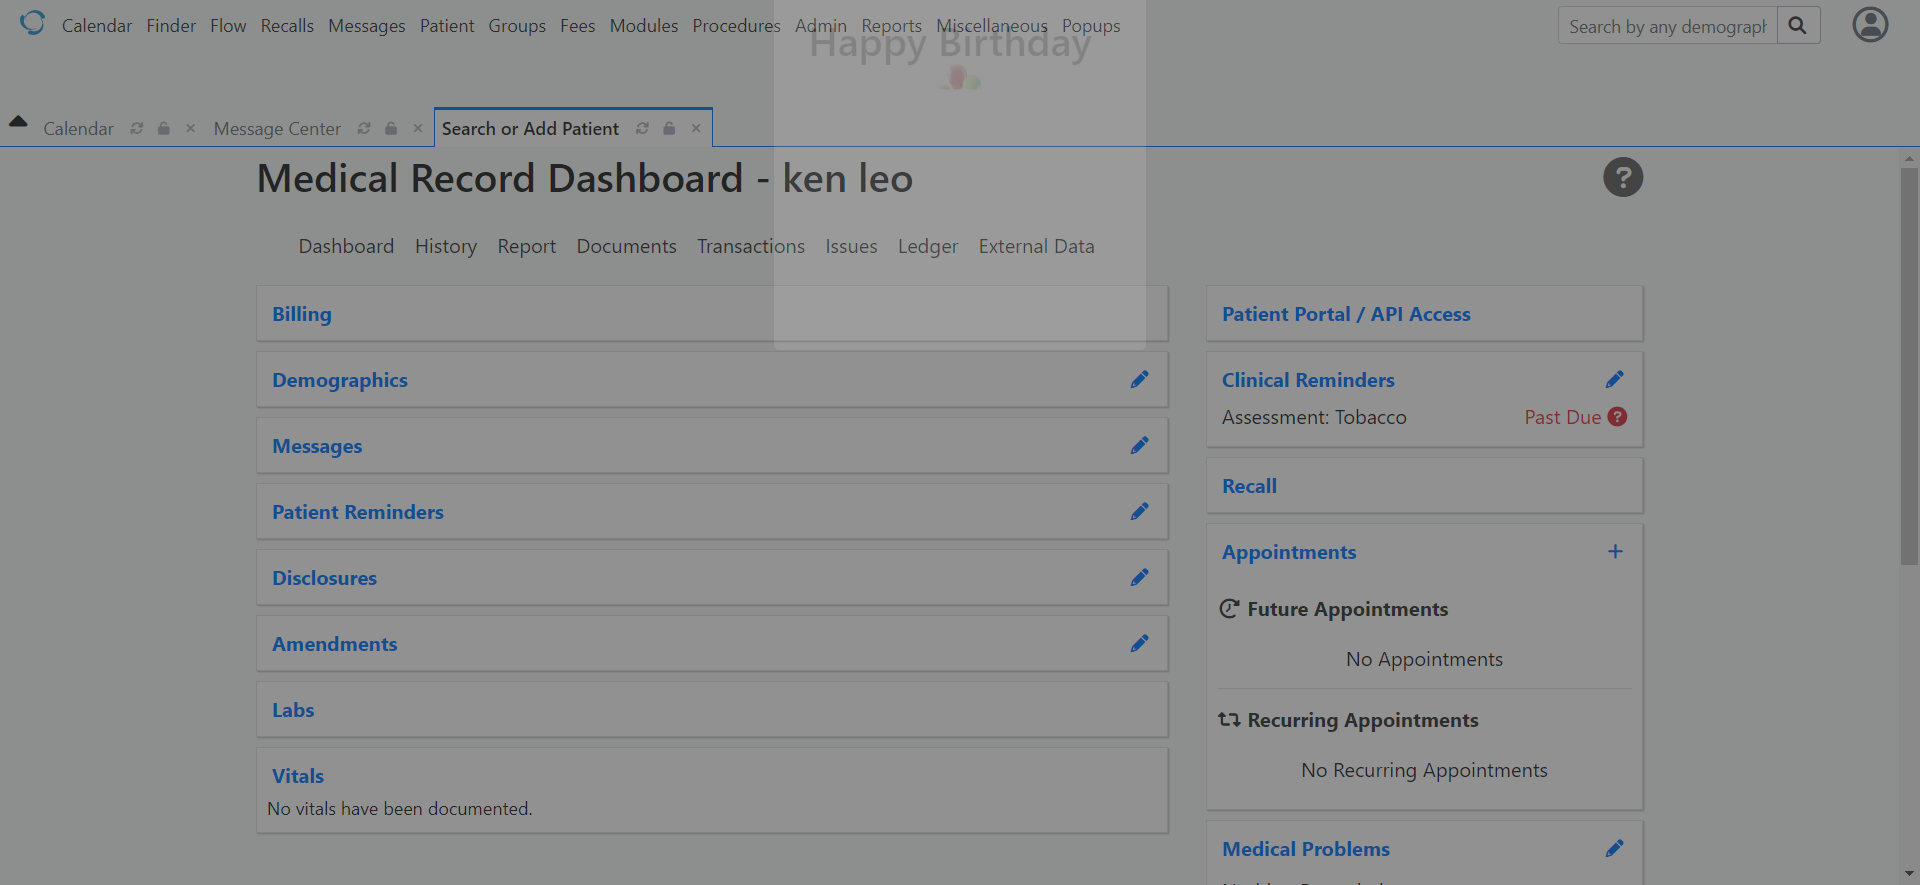 Calendar Finder Flow Recalls Messages Patient Groups Fees Modules Procedures Admin Reports Miscellaneous Popups
Search by any demograph
Happy Birthday
Calendar
Message Center
Search or Add Patient
Medical Record Dashboard - ken leo
Dashboard History Report Documents Transactions Issues Ledger External Data
Billing
Demographics
Messages
Patient Reminders
Disclosures
Amendments
Labs
Vitals
No vitals have been documented.
Patient Portal / API Access
Clinical Reminders
Assessment: Tobacco Past Due
Recall
Appointments
Future Appointments
No Appointments
Recurring Appointments
No Recurring Appointments
Medical Problems